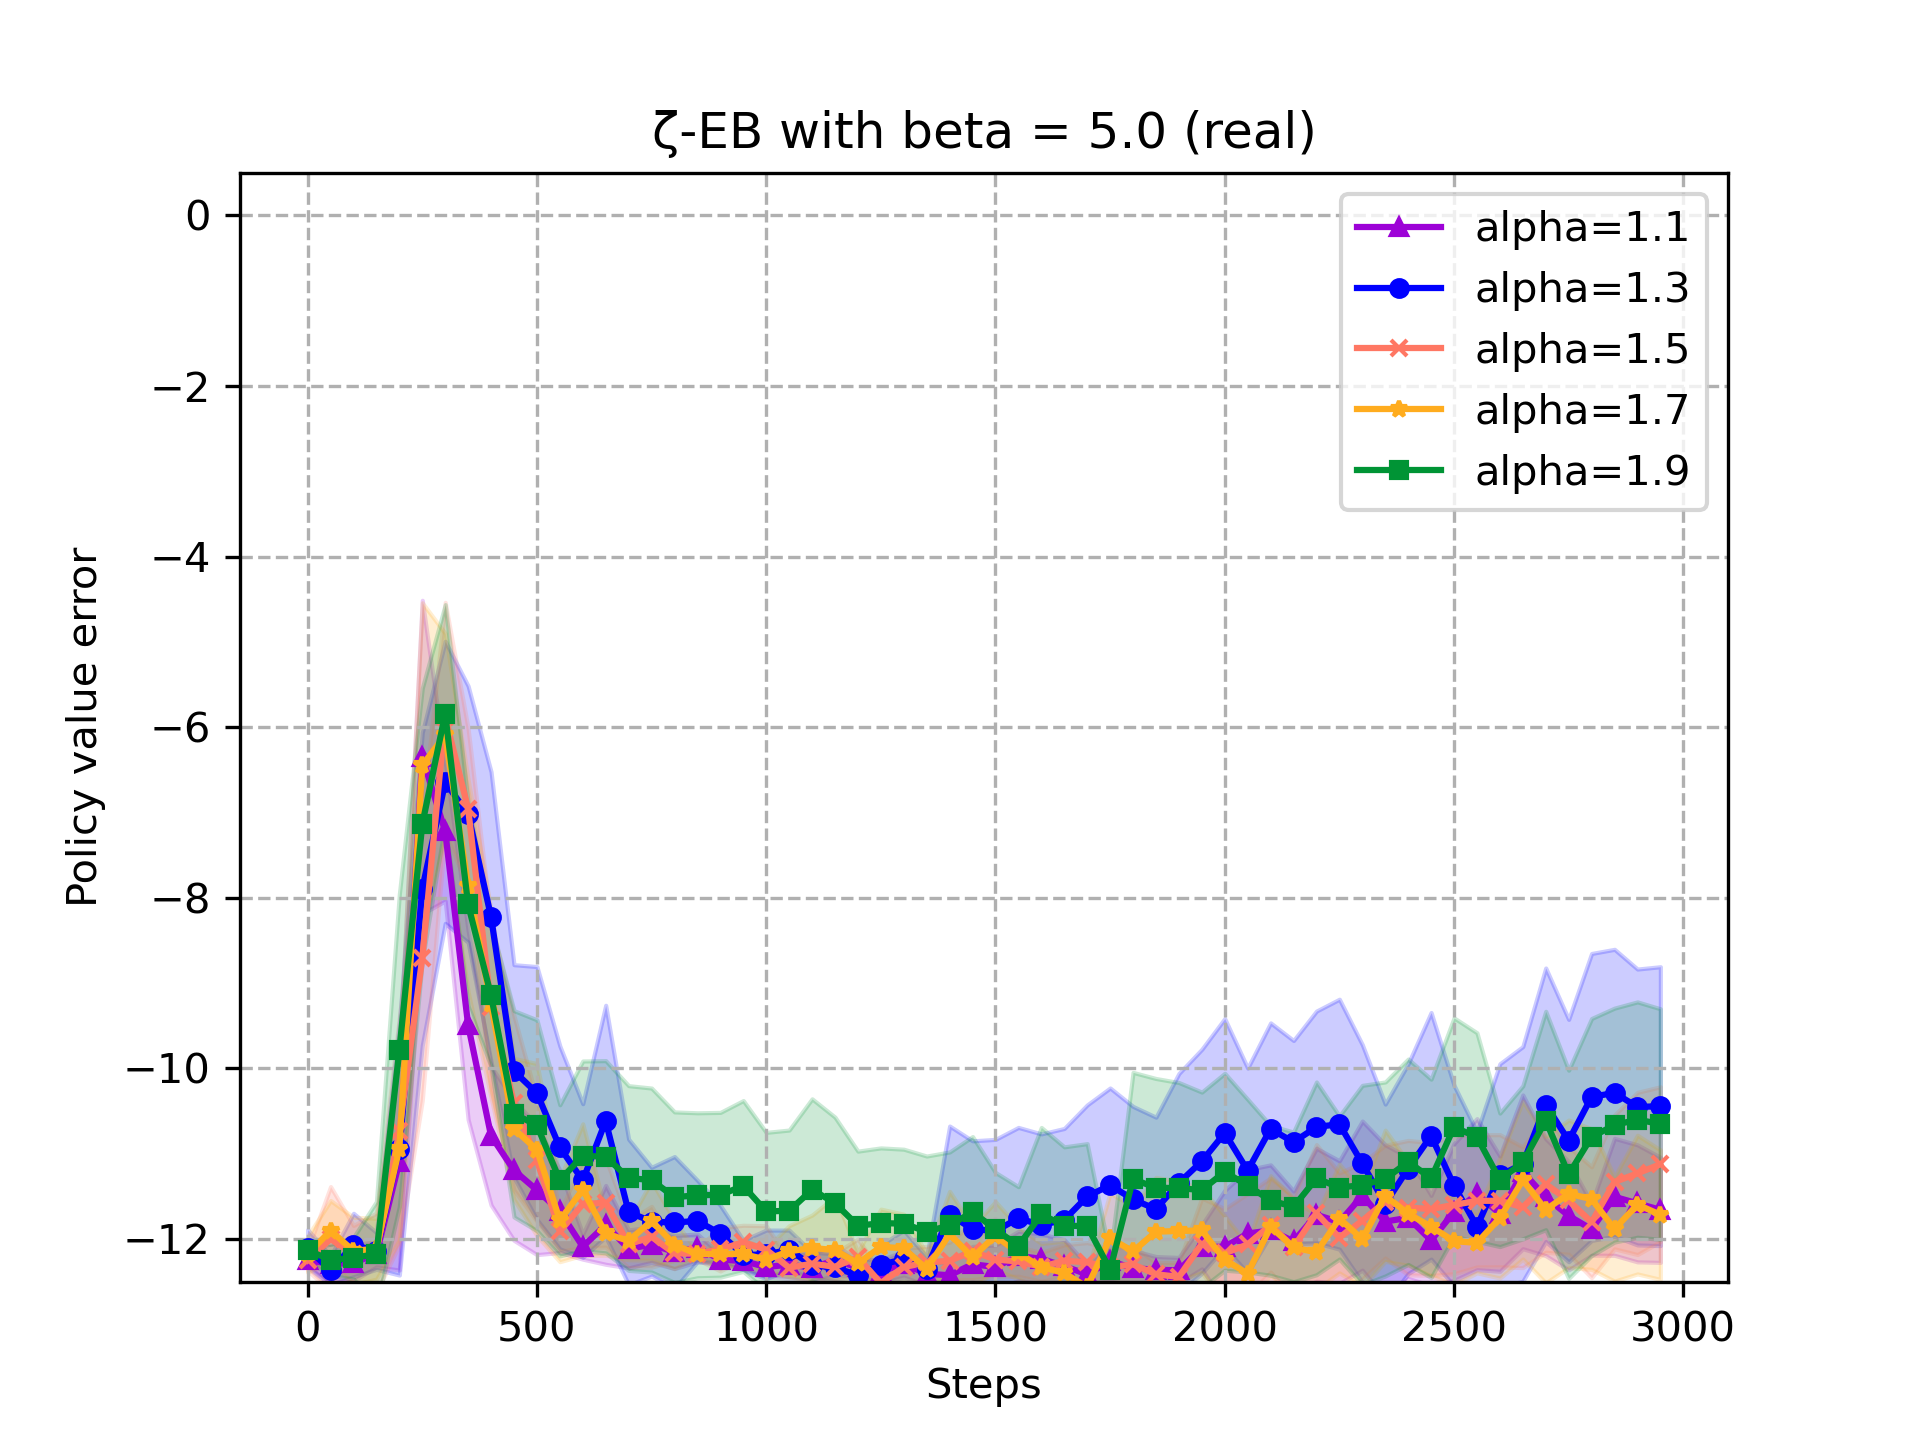 ζ-EB with beta = 5.0 (real)
0
−2
−4
−6
−8
−10
−12
Policy value error
alpha=1.1
alpha=1.3
alpha=1.5
alpha=1.7
alpha=1.9
0 500 1000 1500 2000 2500 3000
Steps